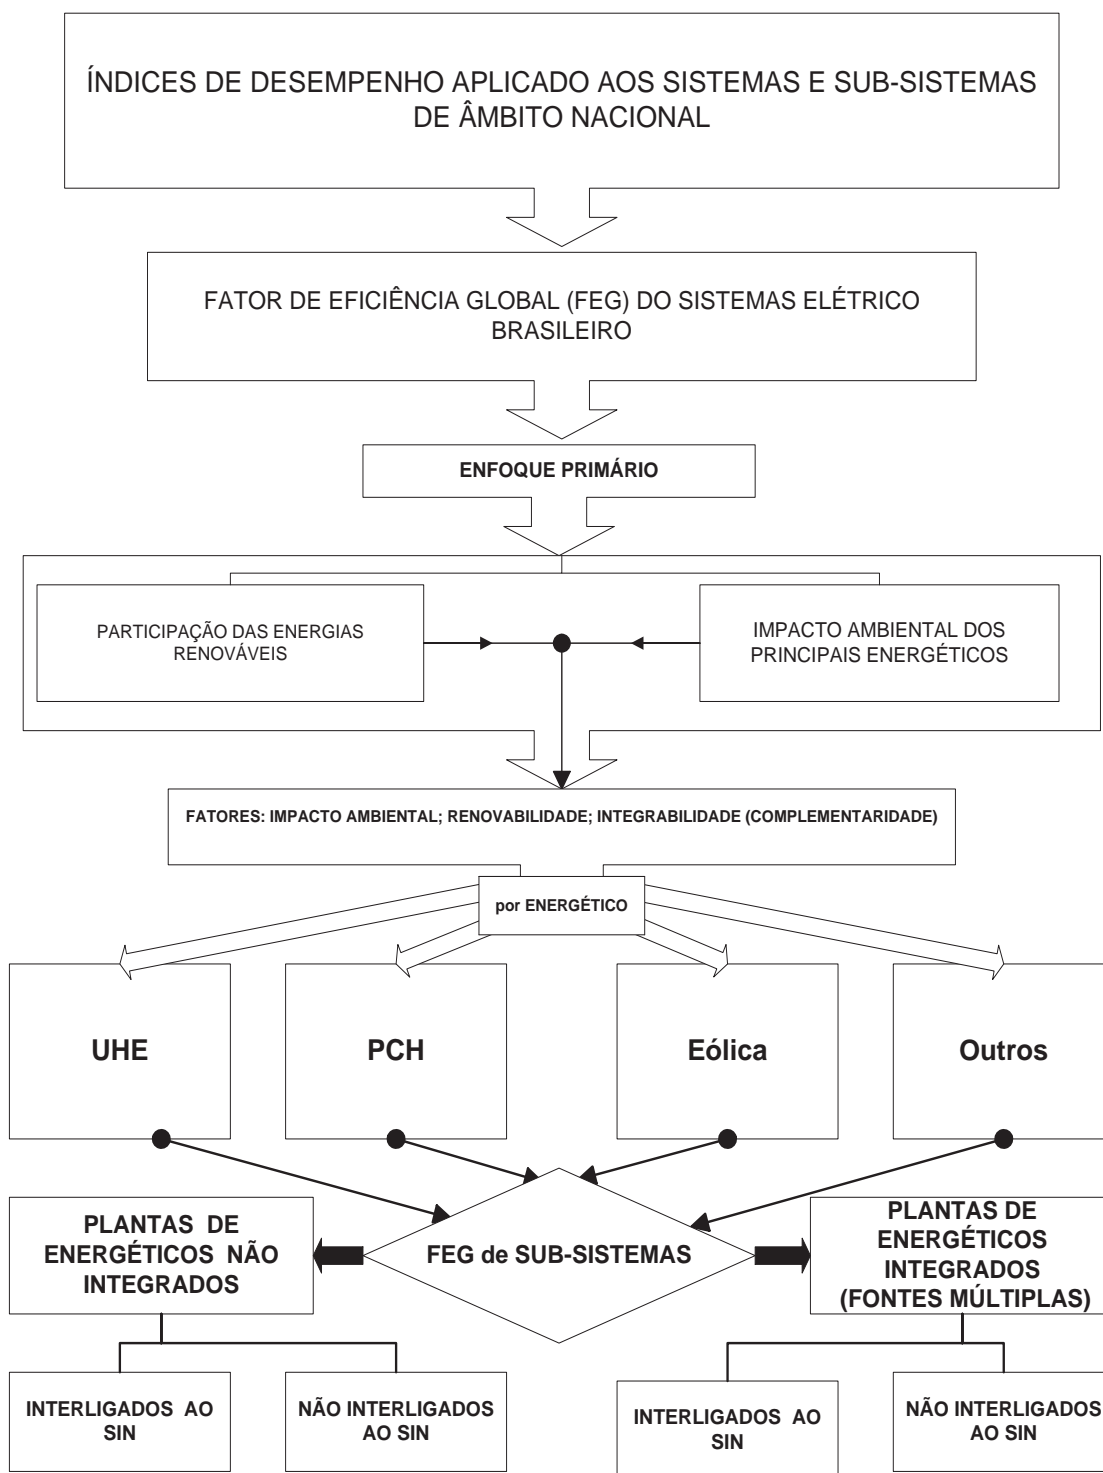 ÍNDICES DE DESEMPENHO APLICADO AOS SISTEMAS E SUB-SISTEMAS
DE ÂMBITO NACIONAL
FATOR DE EFICIÊNCIA GLOBAL (FEG) DO SISTEMAS ELÉTRICO
BRASILEIRO
ENFOQUE PRIMÁRIO
PARTICIPAÇÃO DAS ENERGIAS
RENOVÁVEIS
IMPACTO AMBIENTAL DOS
PRINCIPAIS ENERGÉTICOS
FATORES: IMPACTO AMBIENTAL; RENOVABILIDADE; INTEGRABILIDADE (COMPLEMENTARIDADE)
por ENERGÉTICO
UHE
PCH
Eólica
Outros
PLANTAS DE
ENERGÉTICOS NÃO
INTEGRADOS
FEG de SUB-SISTEMAS
PLANTAS DE
ENERGÉTICOS
INTEGRADOS
(FONTES MÚLTIPLAS)
INTERLIGADOS AO
SIN
NÃO INTERLIGADOS
AO SIN
INTERLIGADOS AO
SIN
NÃO INTERLIGADOS
AO SIN